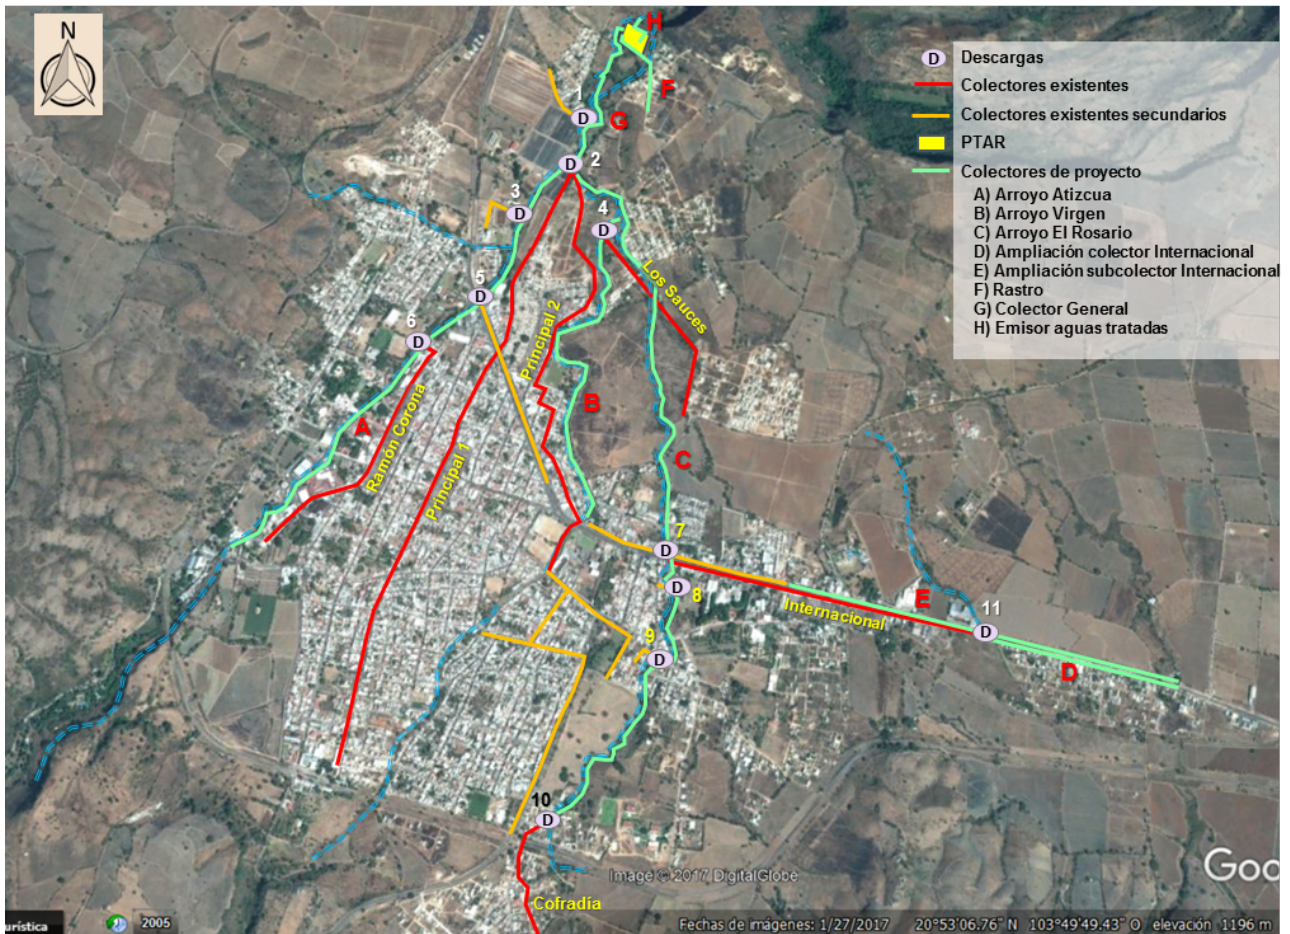 N
H
F
1
G
2
3
4
5
6
D
D
D
D
D
D
Los Sauces
Principal 2
B
A
Ramón Corona
Principal 1
C
7
D
D
8
9
D
Internacional
E
11
D
D
10
D
Cofradía
D Descargas
Colectores existentes
Colectores existentes secundarios
PTAR
Colectores de proyecto
A) Arroyo Atizcua
B) Arroyo Virgen
C) Arroyo El Rosario
D) Ampliación colector Internacional
E) Ampliación subcolector Internacional
F) Rastro
G) Colector General
H) Emisor aguas tratadas
Image © 2017 DigitalGlobe
Goo
urística
2005
Fechas de imágenes: 1/27/2017 20°53'06.76" N 103°49'49.43" O elevación 1196 m